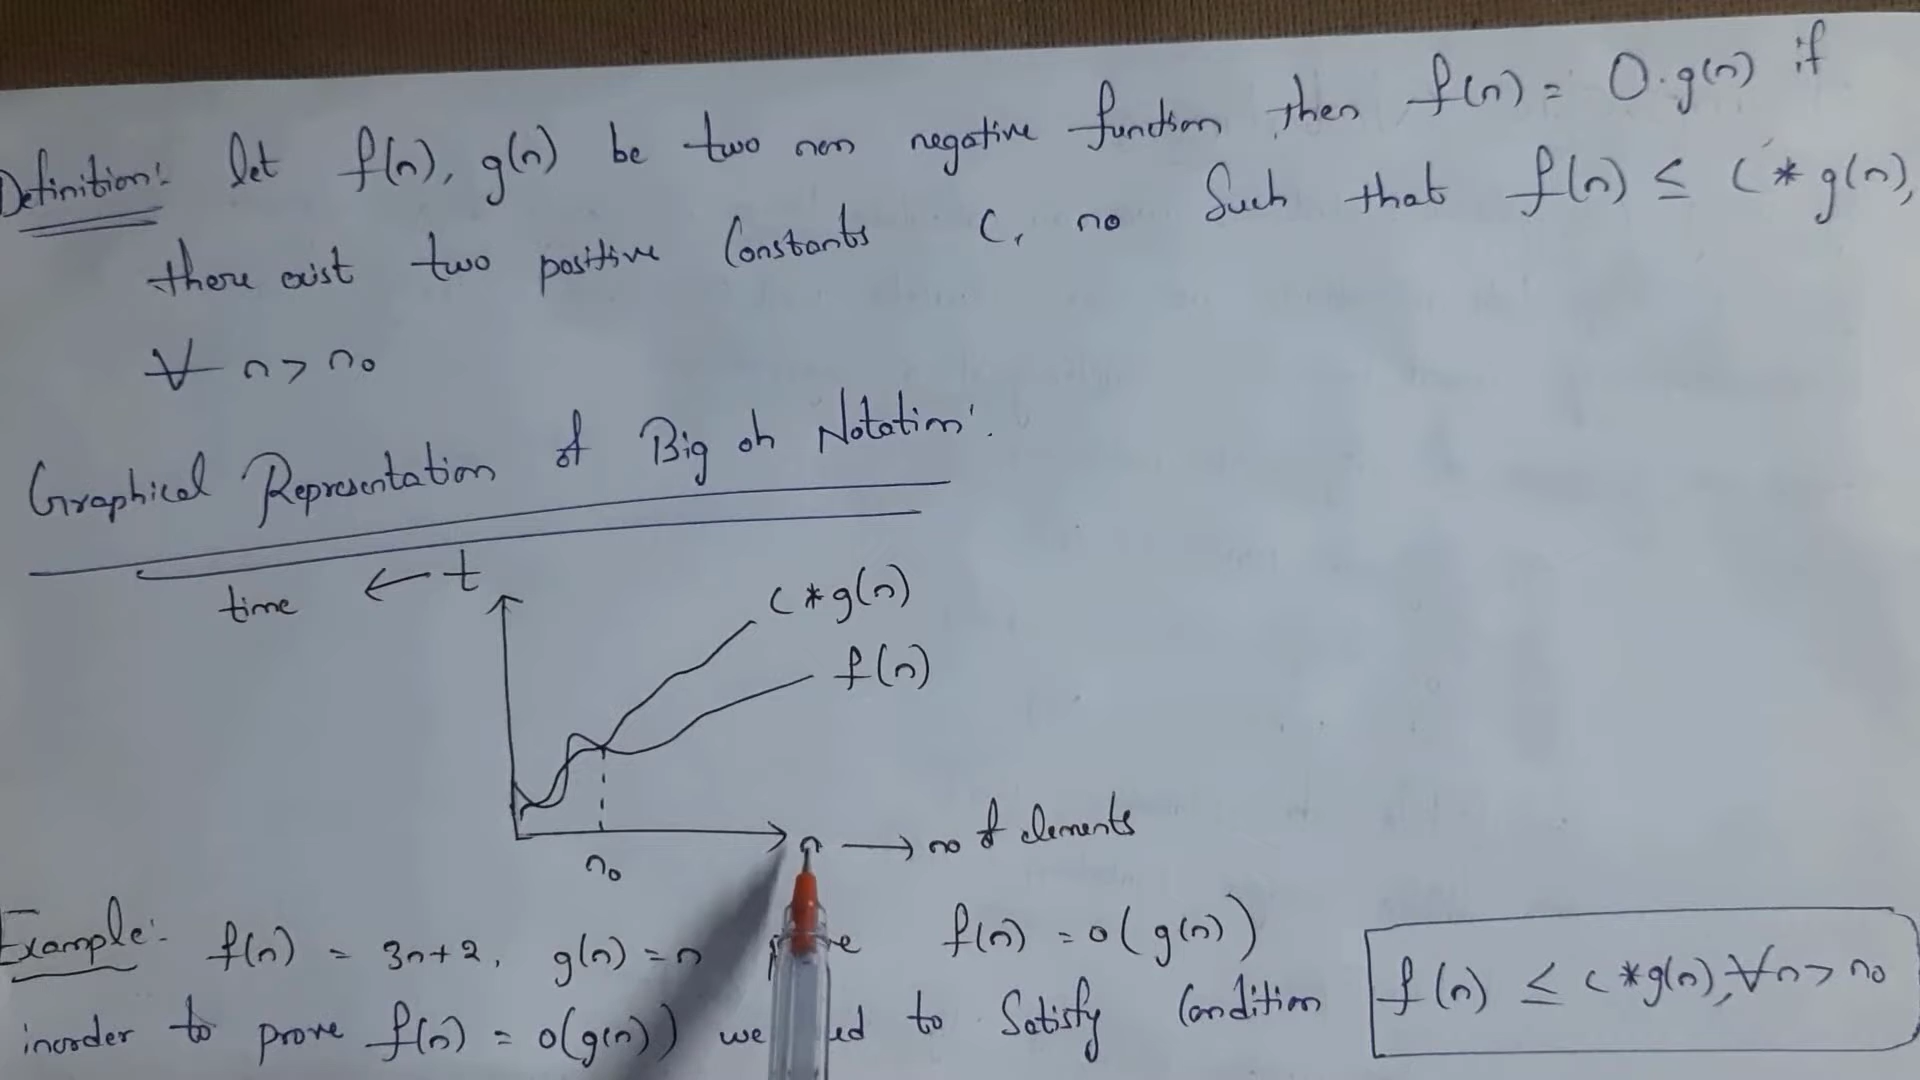 Definition: let f(n), g(n) be two non negative function then f(n) = O.g(n) if
there exist two positive Constants C, no Such that f(n) ≤ C * g(n),
∀ n > n₀
Graphical Representation of Big oh Notation:
time ← t
C * g(n)
f(n)
n₀
n → no of elements
Example:- f(n) = 3n+2, g(n) = n f(n) = o(g(n))
inorder to prove f(n) = o(g(n)) we to Satisfy Condition
f(n) ≤ C * g(n), ∀ n > no